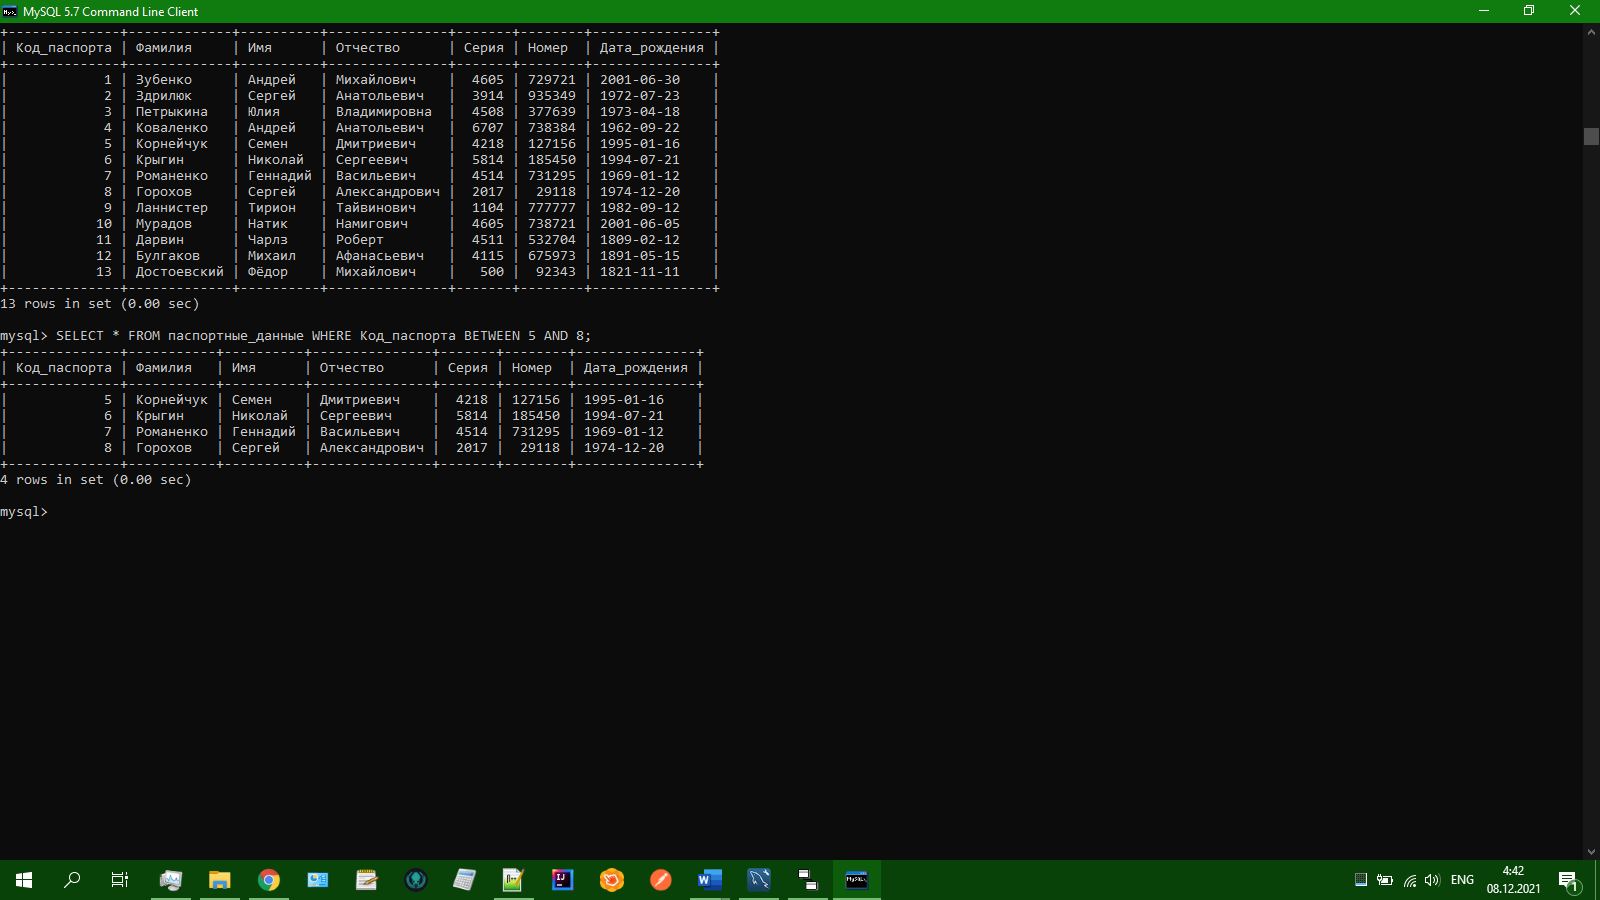 MySQL 5.7 Command Line Client
+--------------+-------------+----------+---------------+-------+--------+---------------+
| Код_паспорта | Фамилия     | Имя      | Отчество      | Серия | Номер  | Дата_рождения |
+--------------+-------------+----------+---------------+-------+--------+---------------+
|            1 | Зубенко     | Андрей   | Михайлович    |  4605 | 729721 | 2001-06-30    |
|            2 | Здрилюк     | Сергей   | Анатольевич   |  3914 | 935349 | 1972-07-23    |
|            3 | Петрыкина   | Юлия     | Владимировна  |  4508 | 377639 | 1973-04-18    |
|            4 | Коваленко   | Андрей   | Анатольевич   |  6707 | 738384 | 1962-09-22    |
|            5 | Корнейчук   | Семен    | Дмитриевич    |  4218 | 127156 | 1995-01-16    |
|            6 | Крыгин      | Николай  | Сергеевич     |  5814 | 185450 | 1994-07-21    |
|            7 | Романенко   | Геннадий | Васильевич    |  4514 | 731295 | 1969-01-12    |
|            8 | Горохов     | Сергей   | Александрович |  2017 |  29118 | 1974-12-20    |
|            9 | Ланнистер   | Тирион   | Тайвинович    |  1104 | 777777 | 1982-09-12    |
|           10 | Мурадов     | Натик    | Намигович     |  4605 | 738721 | 2001-06-05    |
|           11 | Дарвин      | Чарлз    | Роберт        |  4511 | 532704 | 1809-02-12    |
|           12 | Булгаков    | Михаил   | Афанасьевич   |  4115 | 675973 | 1891-05-15    |
|           13 | Достоевский | Фёдор    | Михайлович    |   500 |  92343 | 1821-11-11    |
+--------------+-------------+----------+---------------+-------+--------+---------------+
13 rows in set (0.00 sec)
mysql> SELECT * FROM паспортные_данные WHERE Код_паспорта BETWEEN 5 AND 8;
+--------------+-----------+----------+---------------+-------+--------+---------------+
| Код_паспорта | Фамилия   | Имя      | Отчество      | Серия | Номер  | Дата_рождения |
+--------------+-----------+----------+---------------+-------+--------+---------------+
|            5 | Корнейчук | Семен    | Дмитриевич    |  4218 | 127156 | 1995-01-16    |
|            6 | Крыгин    | Николай  | Сергеевич     |  5814 | 185450 | 1994-07-21    |
|            7 | Романенко | Геннадий | Васильевич    |  4514 | 731295 | 1969-01-12    |
|            8 | Горохов   | Сергей   | Александрович |  2017 |  29118 | 1974-12-20    |
+--------------+-----------+----------+---------------+-------+--------+---------------+
4 rows in set (0.00 sec)
mysql>
ENG
4:42
08.12.2021
1